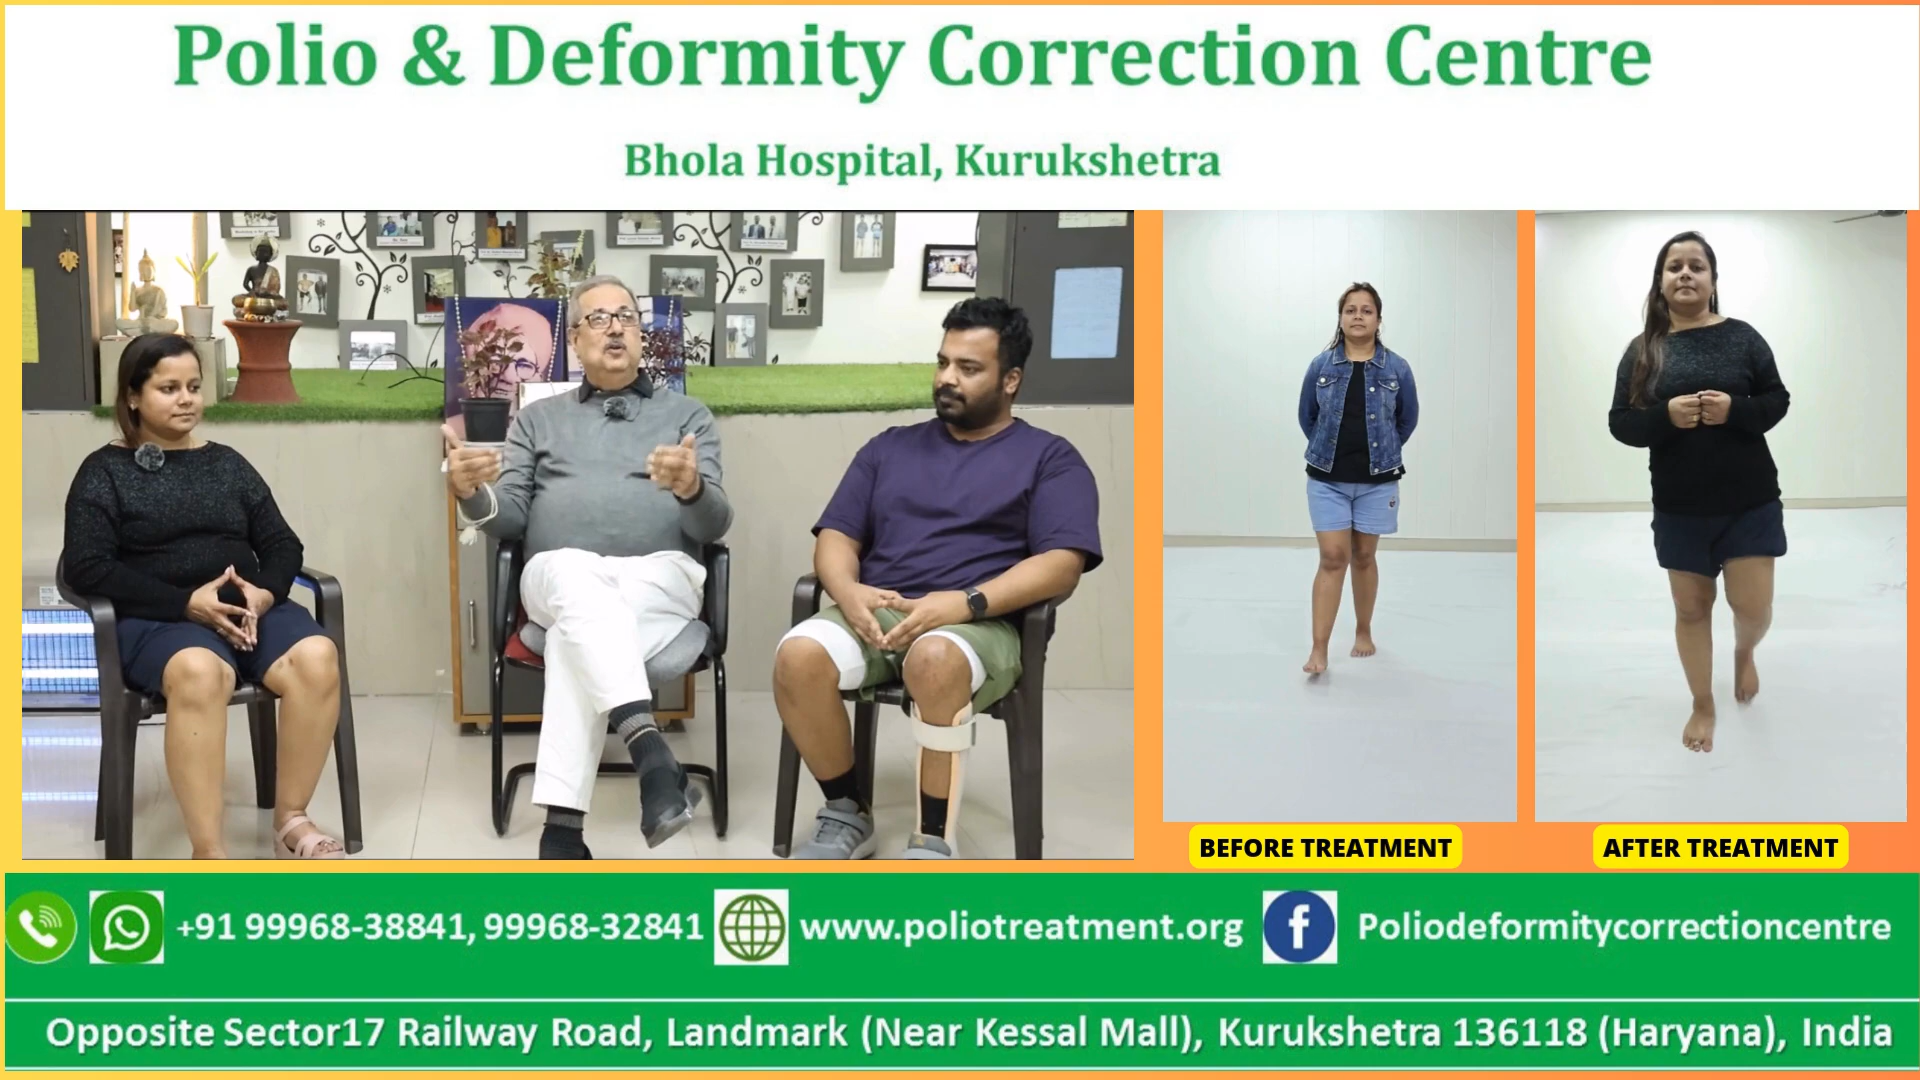 Polio & Deformity Correction Centre
Bhola Hospital, Kurukshetra
BEFORE TREATMENT
AFTER TREATMENT
+91 99968-38841, 99968-32841 www.poliotreatment.org Poliodeformitycorrectioncentre
Opposite Sector17 Railway Road, Landmark (Near Kessal Mall), Kurukshetra 136118 (Haryana), India